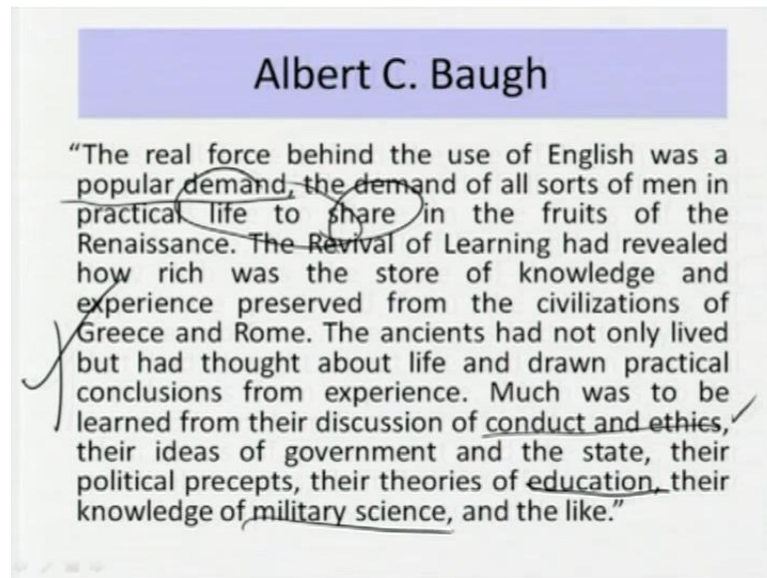 Albert C. Baugh
“The real force behind the use of English was a
popular demand, the demand of all sorts of men in
practical life to share in the fruits of the
Renaissance. The Revival of Learning had revealed
how rich was the store of knowledge and
experience preserved from the civilizations of
Greece and Rome. The ancients had not only lived
but had thought about life and drawn practical
conclusions from experience. Much was to be
learned from their discussion of conduct and ethics,
their ideas of government and the state, their
political precepts, their theories of education, their
knowledge of military science, and the like.”